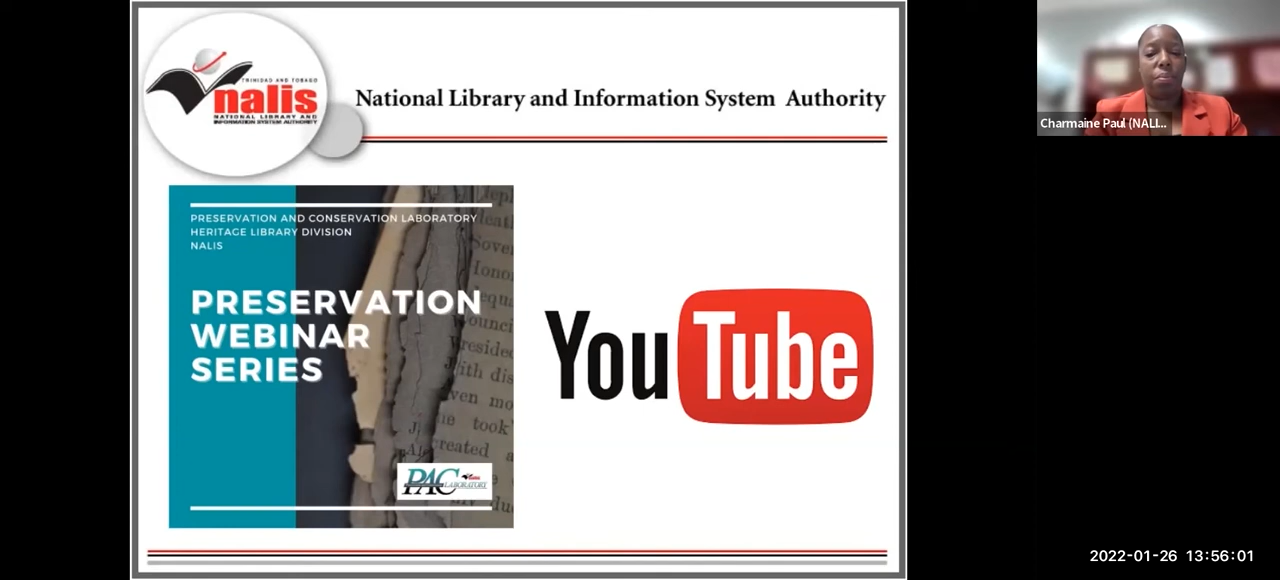 TRINIDAD AND TOBAGO
nalis
NATIONAL LIBRARY AND
INFORMATION SYSTEM AUTHORITY
National Library and Information System Authority
PRESERVATION AND CONSERVATION LABORATORY
HERITAGE LIBRARY DIVISION
NALIS
PRESERVATION
WEBINAR
SERIES
PAC
LABORATORY
YouTube
Charmaine Paul (NALI...
2022-01-26 13:56:01